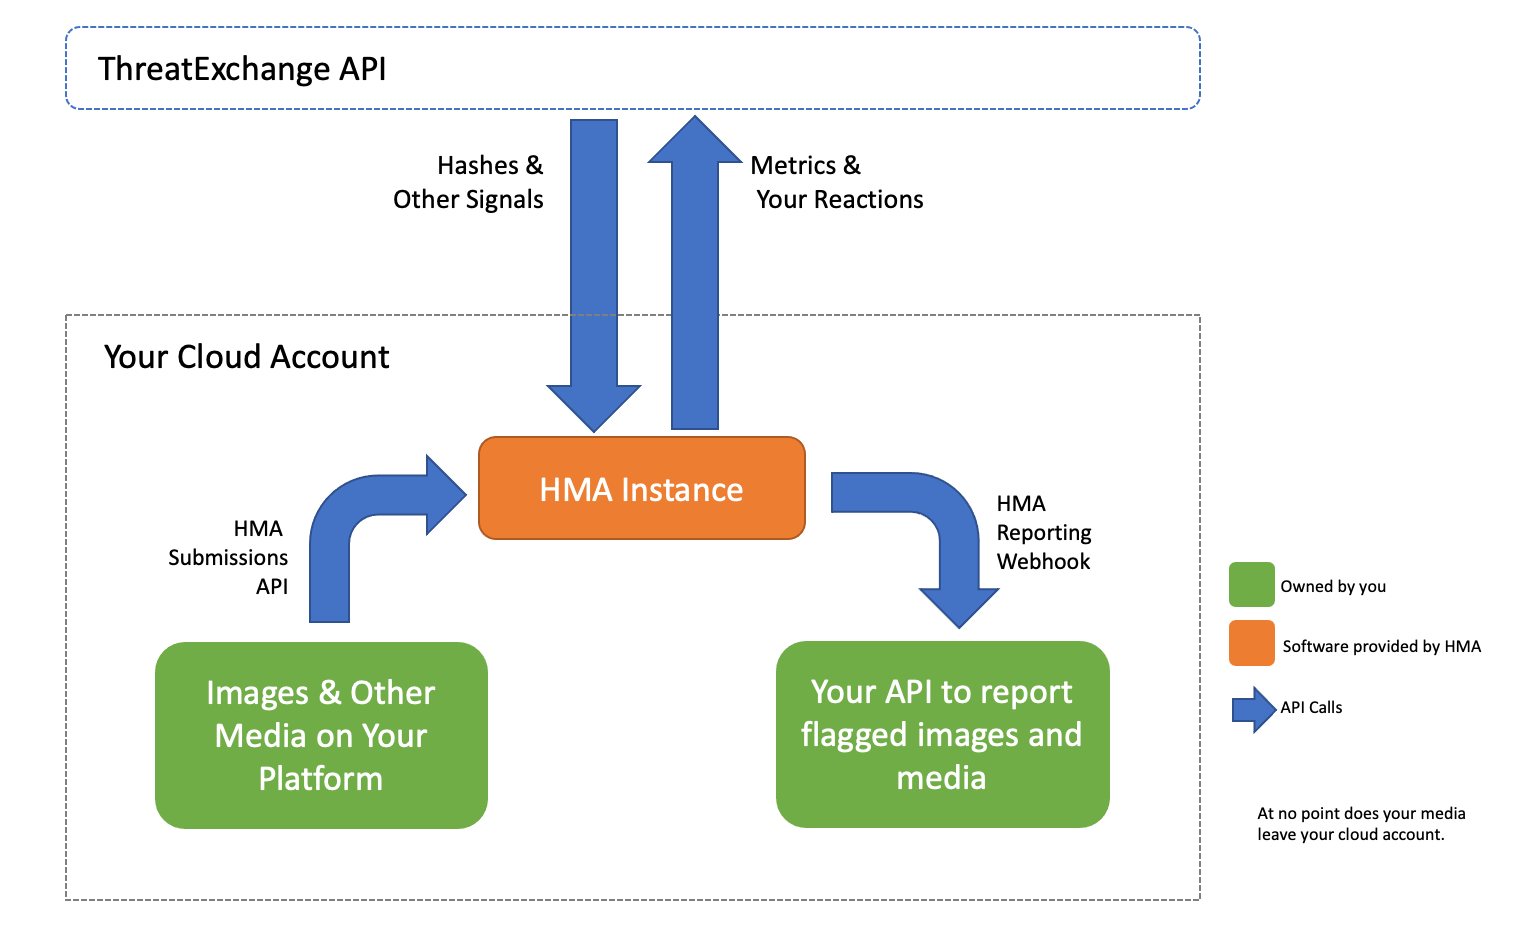 ThreatExchange API
Hashes &
Other Signals
Metrics &
Your Reactions
Your Cloud Account
HMA Instance
HMA
Submissions
API
HMA
Reporting
Webhook
Images & Other
Media on Your
Platform
Your API to report
flagged images and
media
Owned by you
Software provided by HMA
API Calls
At no point does your media
leave your cloud account.